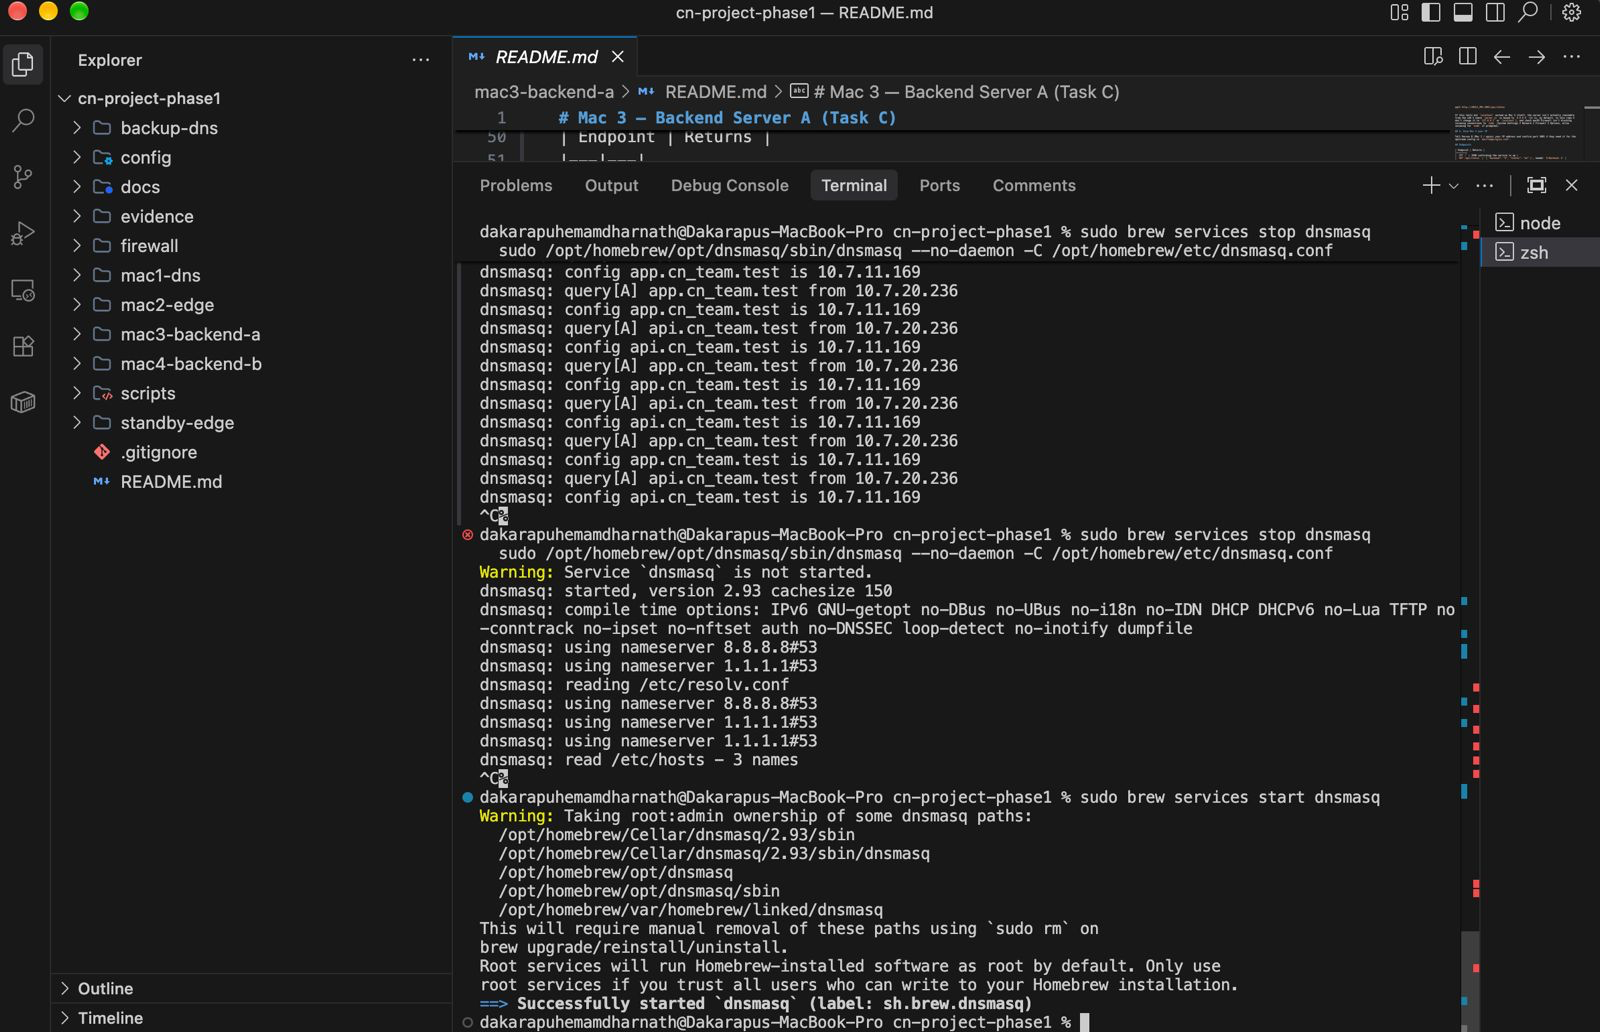 cn-project-phase1 — README.md
Explorer
cn-project-phase1
backup-dns
config
docs
evidence
firewall
mac1-dns
mac2-edge
mac3-backend-a
mac4-backend-b
scripts
standby-edge
.gitignore
README.md
Outline
Timeline
README.md
mac3-backend-a > README.md > # Mac 3 — Backend Server A (Task C)
1 # Mac 3 — Backend Server A (Task C)
50 | Endpoint | Returns |
51 |---|---|
Problems Output Debug Console Terminal Ports Comments
node
zsh
dakarapuhemamdharnath@Dakarapus-MacBook-Pro cn-project-phase1 % sudo brew services stop dnsmasq
sudo /opt/homebrew/opt/dnsmasq/sbin/dnsmasq --no-daemon -C /opt/homebrew/etc/dnsmasq.conf
dnsmasq: config app.cn_team.test is 10.7.11.169
dnsmasq: query[A] app.cn_team.test from 10.7.20.236
dnsmasq: config app.cn_team.test is 10.7.11.169
dnsmasq: query[A] api.cn_team.test from 10.7.20.236
dnsmasq: config api.cn_team.test is 10.7.11.169
dnsmasq: query[A] app.cn_team.test from 10.7.20.236
dnsmasq: config app.cn_team.test is 10.7.11.169
dnsmasq: query[A] api.cn_team.test from 10.7.20.236
dnsmasq: config api.cn_team.test is 10.7.11.169
dnsmasq: query[A] app.cn_team.test from 10.7.20.236
dnsmasq: config app.cn_team.test is 10.7.11.169
dnsmasq: query[A] api.cn_team.test from 10.7.20.236
dnsmasq: config api.cn_team.test is 10.7.11.169
^C%
dakarapuhemamdharnath@Dakarapus-MacBook-Pro cn-project-phase1 % sudo brew services stop dnsmasq
sudo /opt/homebrew/opt/dnsmasq/sbin/dnsmasq --no-daemon -C /opt/homebrew/etc/dnsmasq.conf
Warning: Service `dnsmasq` is not started.
dnsmasq: started, version 2.93 cachesize 150
dnsmasq: compile time options: IPv6 GNU-getopt no-DBus no-UBus no-i18n no-IDN DHCP DHCPv6 no-Lua TFTP no
-conntrack no-ipset no-nftset auth no-DNSSEC loop-detect no-inotify dumpfile
dnsmasq: using nameserver 8.8.8.8#53
dnsmasq: using nameserver 1.1.1.1#53
dnsmasq: reading /etc/resolv.conf
dnsmasq: using nameserver 8.8.8.8#53
dnsmasq: using nameserver 1.1.1.1#53
dnsmasq: using nameserver 1.1.1.1#53
dnsmasq: read /etc/hosts - 3 names
^C%
dakarapuhemamdharnath@Dakarapus-MacBook-Pro cn-project-phase1 % sudo brew services start dnsmasq
Warning: Taking root:admin ownership of some dnsmasq paths:
/opt/homebrew/Cellar/dnsmasq/2.93/sbin
/opt/homebrew/Cellar/dnsmasq/2.93/sbin/dnsmasq
/opt/homebrew/opt/dnsmasq
/opt/homebrew/opt/dnsmasq/sbin
/opt/homebrew/var/homebrew/linked/dnsmasq
This will require manual removal of these paths using `sudo rm` on
brew upgrade/reinstall/uninstall.
Root services will run Homebrew-installed software as root by default. Only use
root services if you trust all users who can write to your Homebrew installation.
==> Successfully started `dnsmasq` (label: sh.brew.dnsmasq)
dakarapuhemamdharnath@Dakarapus-MacBook-Pro cn-project-phase1 %